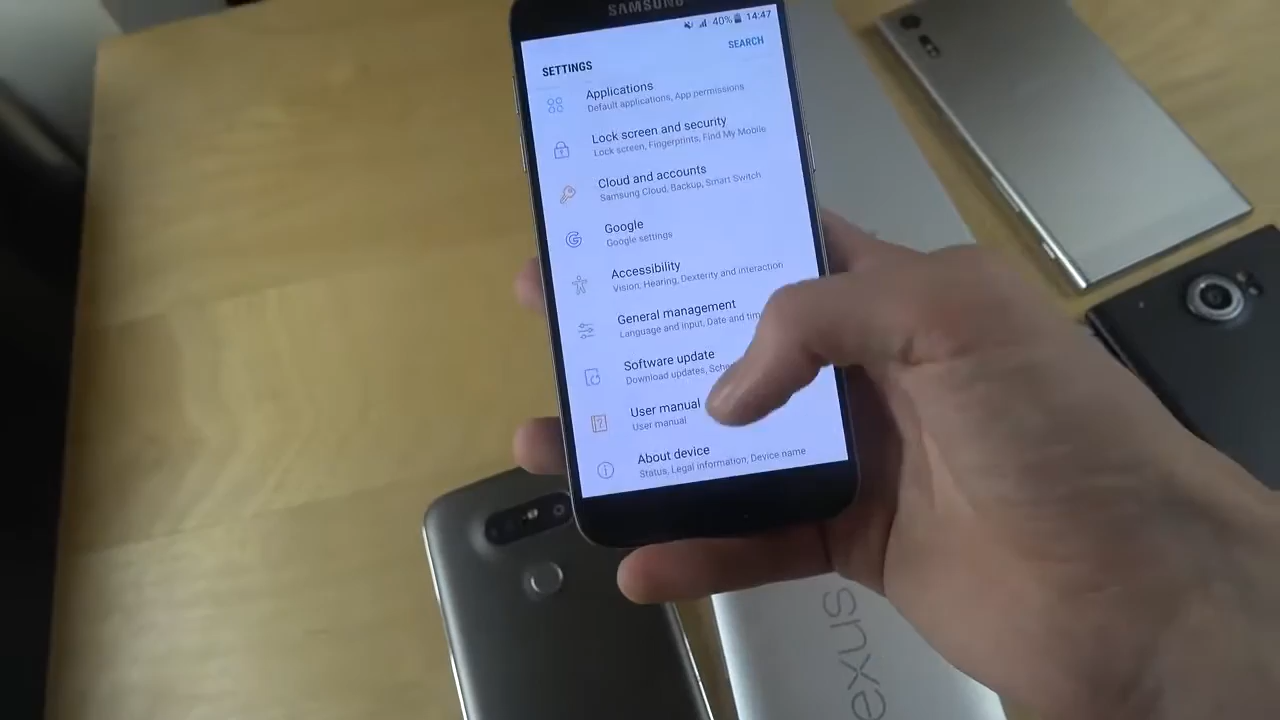 SAMSUNG
40% 14:47
SEARCH
SETTINGS
Applications
Default applications, App permissions
Lock screen and security
Lock screen, Fingerprints, Find My Mobile
Cloud and accounts
Samsung Cloud, Backup, Smart Switch
Google
Google settings
Accessibility
Vision, Hearing, Dexterity and interaction
General management
Language and input, Date and
Software update
Download updates,
User manual
User manual
About device
Status, Legal information, Device name
exus